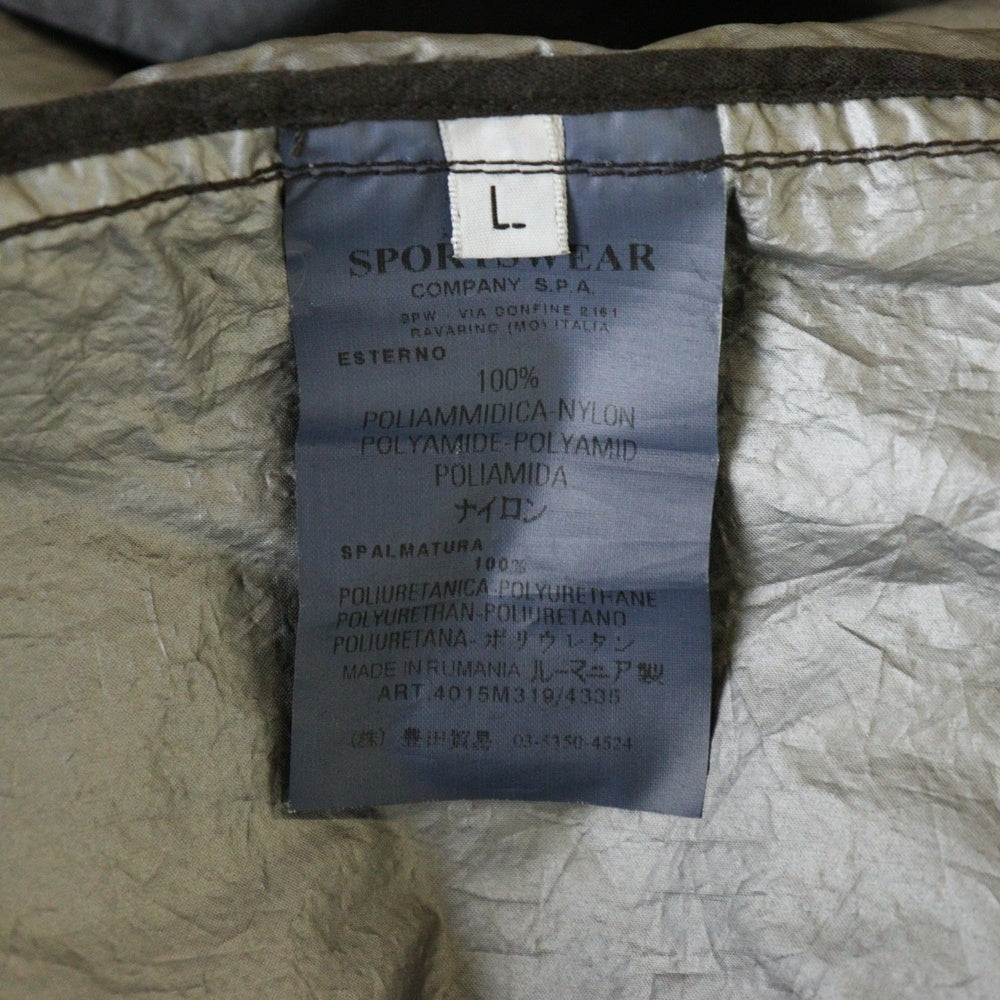 L
SPORTSWEAR
COMPANY S.P.A.
SPW VIA CONFINE 2161
RAVARINO (MO) ITALIA
ESTERNO
100%
POLIAMMIDICA-NYLON
POLYAMIDE-POLYAMID
POLIAMIDA
ナイロン
SPALMATURA
100%
POLIURETANICA-POLYURETHANE
POLYURETHAN-POLIURETANO
POLIURETANA-ポリウレタン
MADE IN RUMANIA ルーマニア製
ART.4015M319/4335
(株) 豊田貿易 03-5350-4524